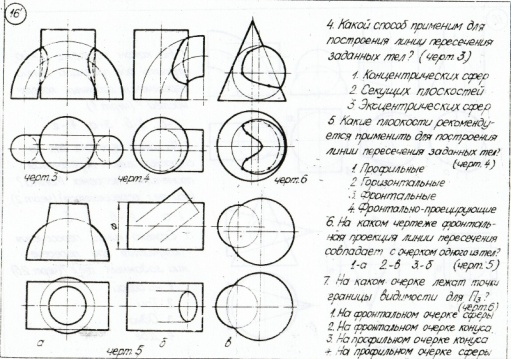 16
4. Какой способ применим для
построения линии пересечения
заданных тел? (черт. 3)
1. Концентрических сфер
2. Секущих плоскостей
3. Эксцентрических сфер
5. Какие плоскости рекоменду-
ется применить для построения
линии пересечения заданных тел?
(черт. 4)
1. Профильные
2. Горизонтальные
3. Фронтальные
4. Фронтально-проецирующие
6. На каком чертеже фронталь-
ная проекция линии пересечения
совпадает с очерком одного из тел?
1.-а 2.-в 3.-б (черт. 5)
7. На каком очерке лежат точки
границы видимости для П₃?
(черт. 6)
1. На фронтальном очерке сферы
2. На фронтальном очерке конуса
3. На профильном очерке конуса
4. На профильном очерке сферы
черт. 3
черт. 4
черт. 6
ø
а
б
в
черт. 5